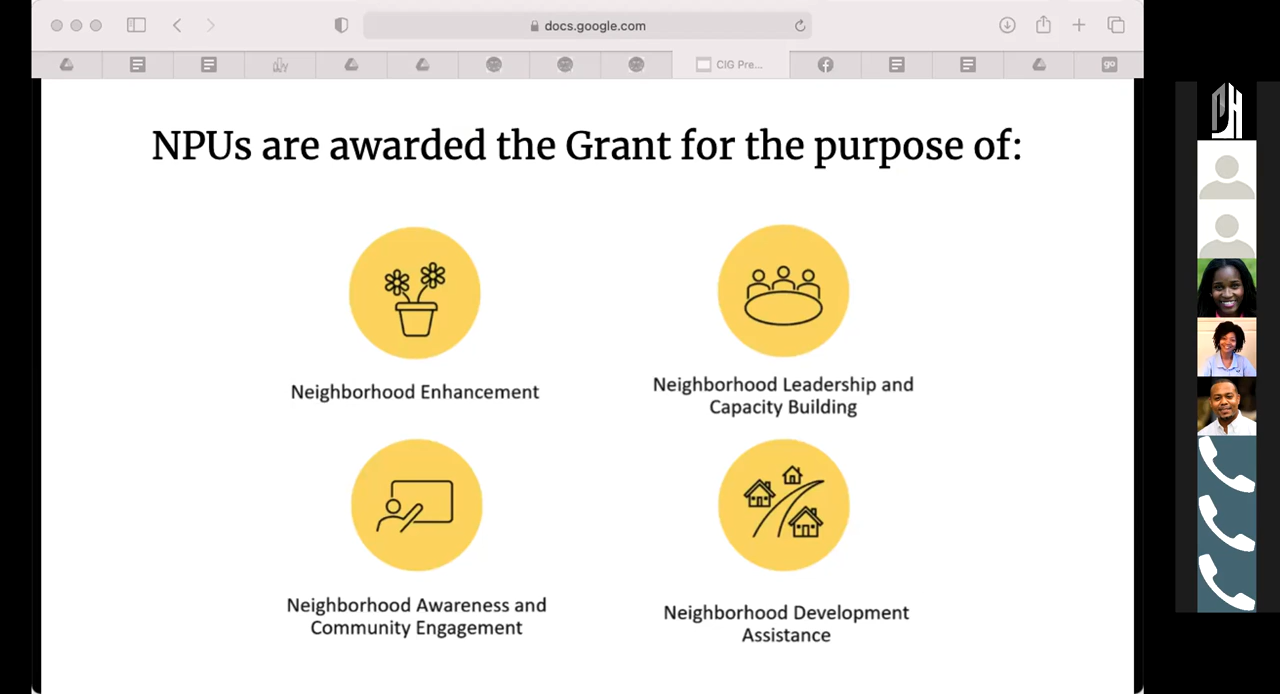 docs.google.com
CIG Pre...
go
NPUs are awarded the Grant for the purpose of:
Neighborhood Enhancement
Neighborhood Leadership and
Capacity Building
Neighborhood Awareness and
Community Engagement
Neighborhood Development
Assistance